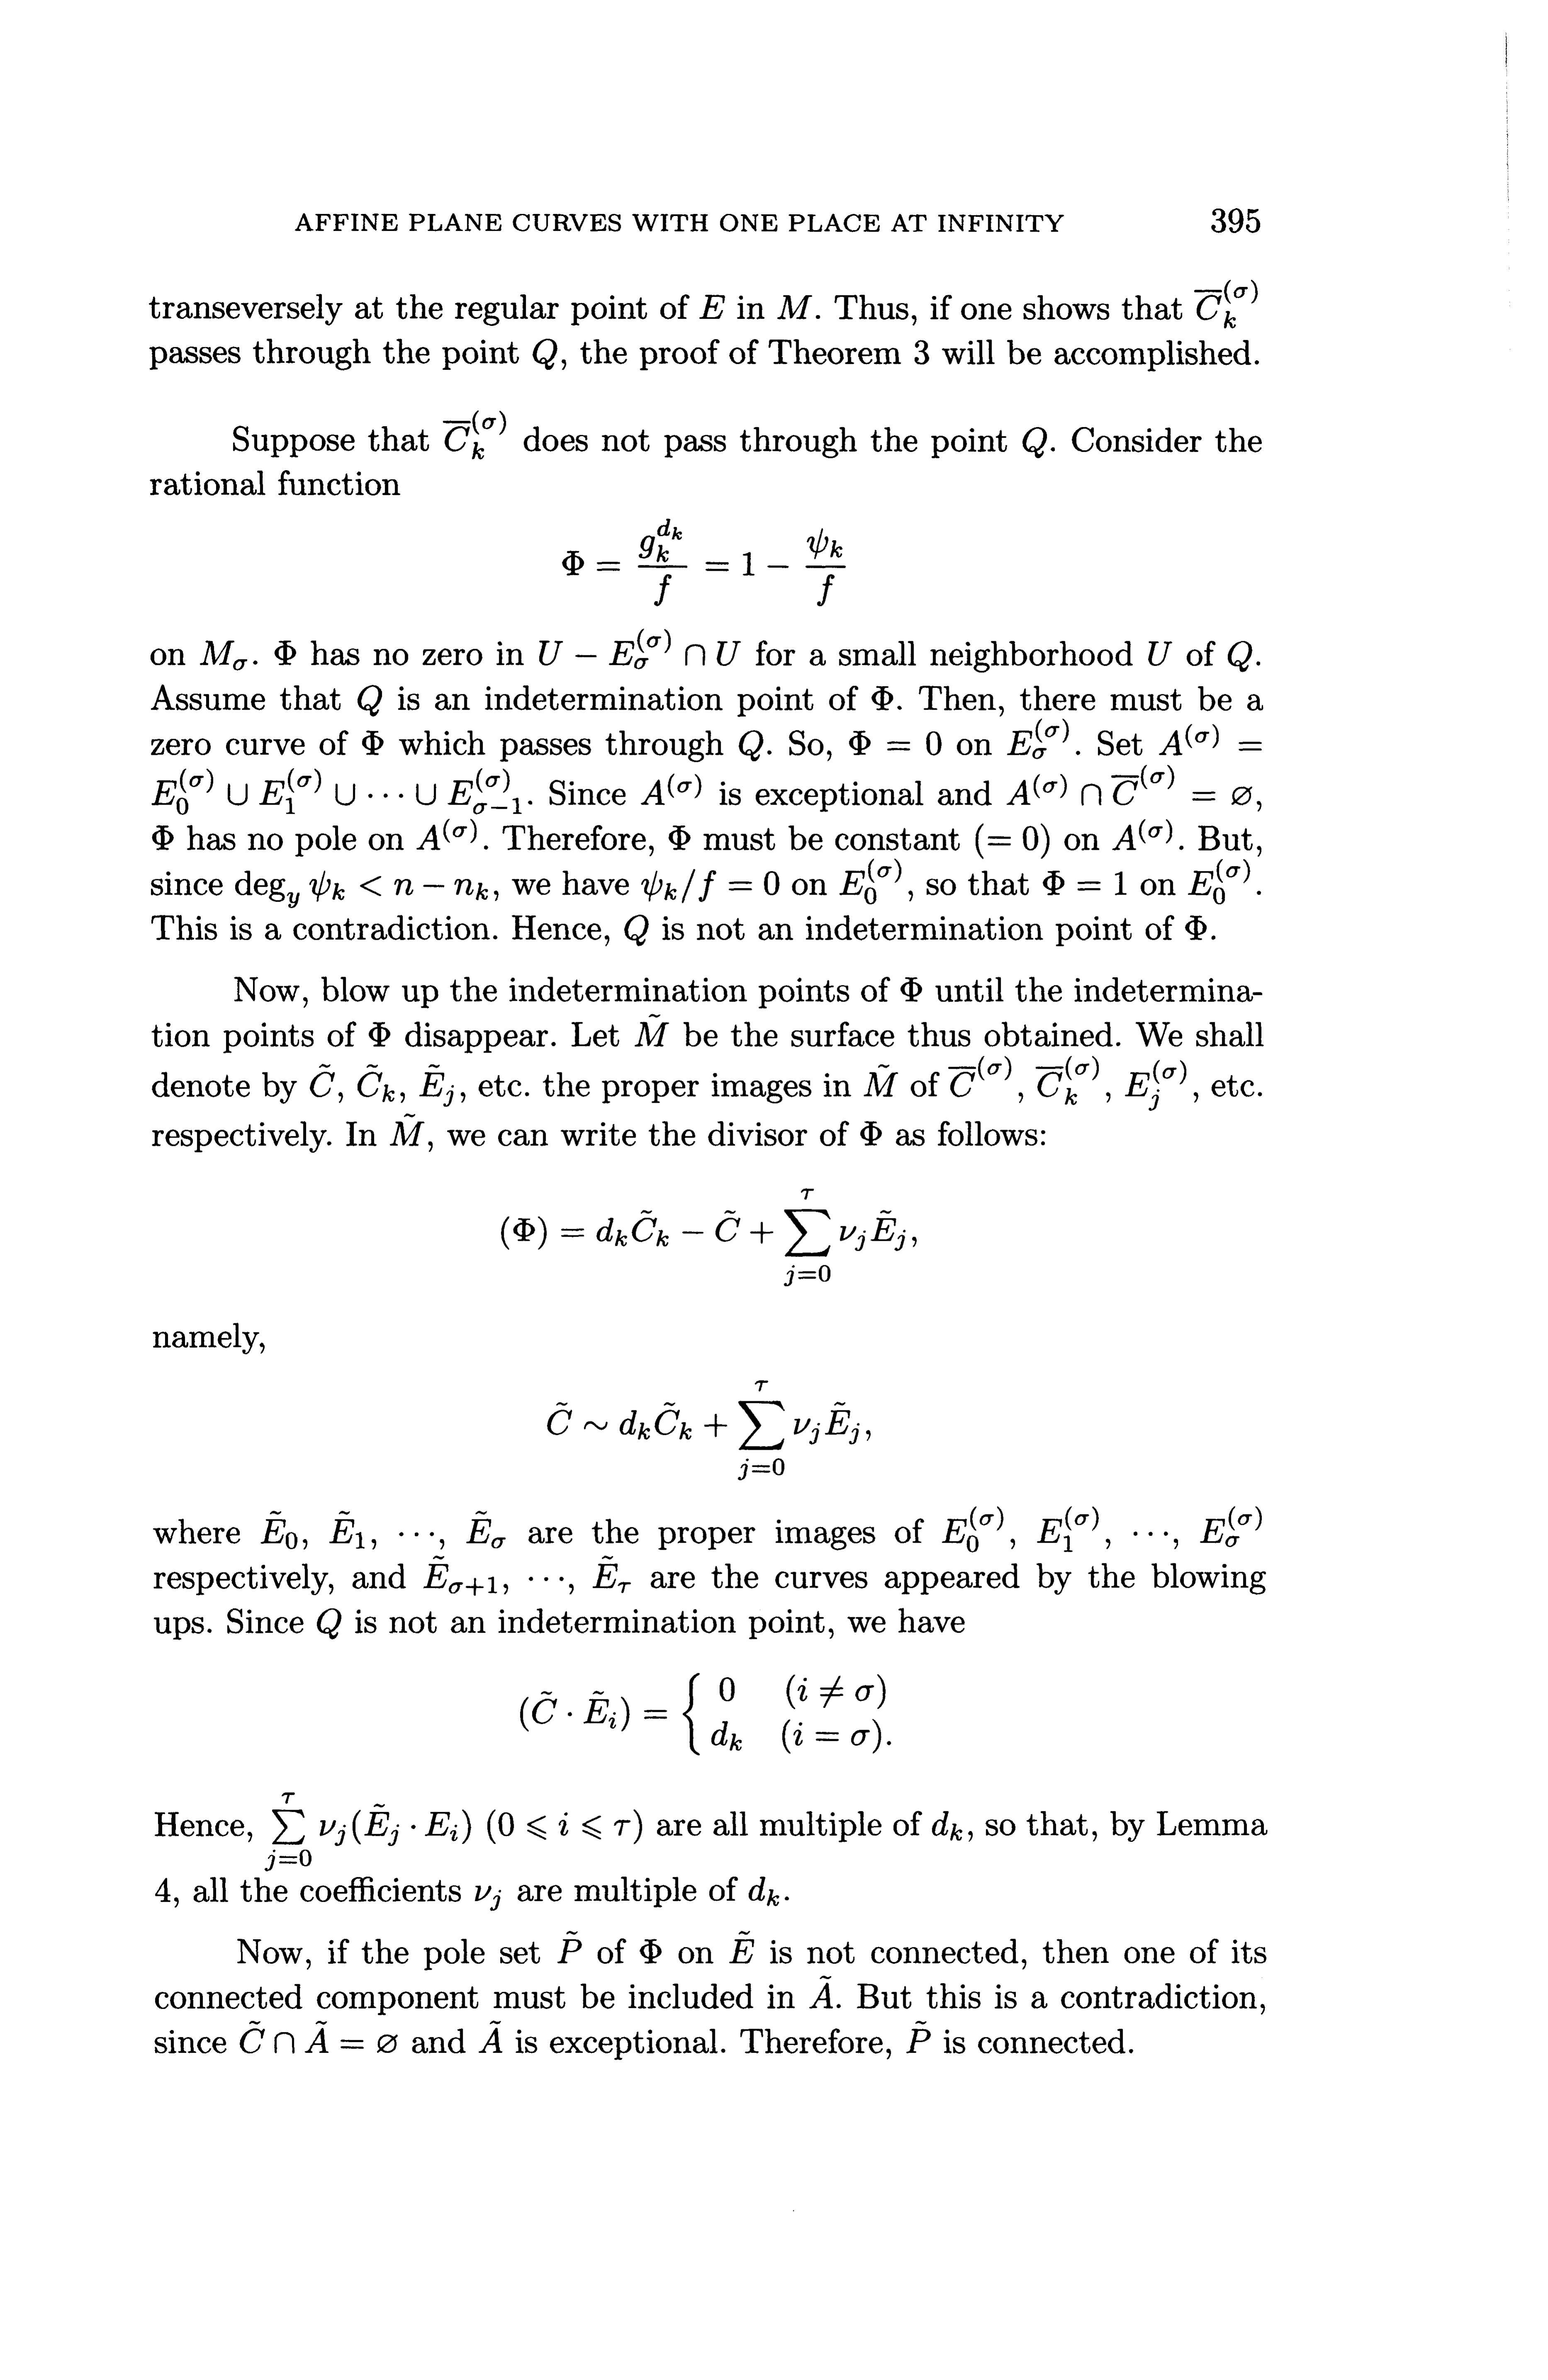 AFFINE PLANE CURVES WITH ONE PLACE AT INFINITY 395
transeversely at the regular point of $E$ in $M$. Thus, if one shows that $\overline{C}_k^{(\sigma)}$
passes through the point $Q$, the proof of Theorem 3 will be accomplished.
Suppose that $\overline{C}_k^{(\sigma)}$ does not pass through the point $Q$. Consider the
rational function
$\Phi = \frac{g_k^{d_k}}{f} = 1 - \frac{\psi_k}{f}$
on $M_\sigma$. $\Phi$ has no zero in $U - E_\sigma^{(\sigma)} \cap U$ for a small neighborhood $U$ of $Q$.
Assume that $Q$ is an indetermination point of $\Phi$. Then, there must be a
zero curve of $\Phi$ which passes through $Q$. So, $\Phi = 0$ on $E_\sigma^{(\sigma)}$. Set $A^{(\sigma)} =$
$E_0^{(\sigma)} \cup E_1^{(\sigma)} \cup \cdots \cup E_{\sigma-1}^{(\sigma)}$. Since $A^{(\sigma)}$ is exceptional and $A^{(\sigma)} \cap \overline{C}^{(\sigma)} = \varnothing$,
$\Phi$ has no pole on $A^{(\sigma)}$. Therefore, $\Phi$ must be constant (= 0) on $A^{(\sigma)}$. But,
since $\deg_y \psi_k < n - n_k$, we have $\psi_k/f = 0$ on $E_0^{(\sigma)}$, so that $\Phi = 1$ on $E_0^{(\sigma)}$.
This is a contradiction. Hence, $Q$ is not an indetermination point of $\Phi$.
Now, blow up the indetermination points of $\Phi$ until the indetermina-
tion points of $\Phi$ disappear. Let $\tilde{M}$ be the surface thus obtained. We shall
denote by $\tilde{C}$, $\tilde{C}_k$, $\tilde{E}_j$, etc. the proper images in $\tilde{M}$ of $\overline{C}^{(\sigma)}$, $\overline{C}_k^{(\sigma)}$, $E_j^{(\sigma)}$, etc.
respectively. In $\tilde{M}$, we can write the divisor of $\Phi$ as follows:
$(\Phi) = d_k \tilde{C}_k - \tilde{C} + \sum_{j=0}^{\tau} \nu_j \tilde{E}_j,$
namely,
$\tilde{C} \sim d_k \tilde{C}_k + \sum_{j=0}^{\tau} \nu_j \tilde{E}_j,$
where $\tilde{E}_0$, $\tilde{E}_1$, $\cdots$, $\tilde{E}_\sigma$ are the proper images of $E_0^{(\sigma)}$, $E_1^{(\sigma)}$, $\cdots$, $E_\sigma^{(\sigma)}$
respectively, and $\tilde{E}_{\sigma+1}$, $\cdots$, $\tilde{E}_\tau$ are the curves appeared by the blowing
ups. Since $Q$ is not an indetermination point, we have
$(\tilde{C} \cdot \tilde{E}_i) = \begin{cases} 0 & (i \neq \sigma) \\ d_k & (i = \sigma). \end{cases}$
Hence, $\sum_{j=0}^{\tau} \nu_j (\tilde{E}_j \cdot E_i)$ $(0 \leqslant i \leqslant \tau)$ are all multiple of $d_k$, so that, by Lemma
4, all the coefficients $\nu_j$ are multiple of $d_k$.
Now, if the pole set $\tilde{P}$ of $\Phi$ on $\tilde{E}$ is not connected, then one of its
connected component must be included in $\tilde{A}$. But this is a contradiction,
since $\tilde{C} \cap \tilde{A} = \varnothing$ and $\tilde{A}$ is exceptional. Therefore, $\tilde{P}$ is connected.